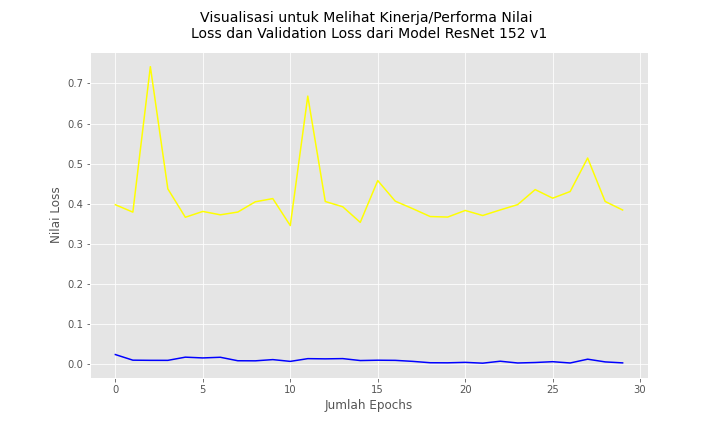 Visualisasi untuk Melihat Kinerja/Performa Nilai
Loss dan Validation Loss dari Model ResNet 152 v1
0.7
0.6
0.5
0.4
0.3
0.2
0.1
0.0
Nilai Loss
0 5 10 15 20 25 30
Jumlah Epochs